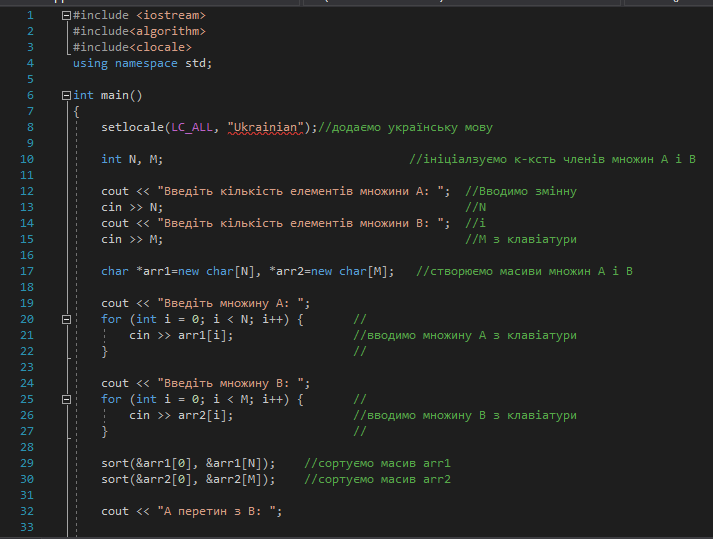 1 #include <iostream>
2 #include<algorithm>
3 #include<clocale>
4 using namespace std;
5
6 int main()
7 {
8 setlocale(LC_ALL, "Ukrainian");//додаємо українську мову
9
10 int N, M; //ініціалзуємо к-ксть членів множин А і В
11
12 cout << "Введіть кількість елементів множини А: "; //Вводимо змінну
13 cin >> N; //N
14 cout << "Введіть кількість елементів множини В: "; //і
15 cin >> M; //М з клавіатури
16
17 char *arr1=new char[N], *arr2=new char[M]; //створюємо масиви множин А і В
18
19 cout << "Введіть множину А: ";
20 for (int i = 0; i < N; i++) { //
21 cin >> arr1[i]; //вводимо множину А з клавіатури
22 } //
23
24 cout << "Введіть множину В: ";
25 for (int i = 0; i < M; i++) { //
26 cin >> arr2[i]; //вводимо множину В з клавіатури
27 } //
28
29 sort(&arr1[0], &arr1[N]); //сортуємо масив arr1
30 sort(&arr2[0], &arr2[M]); //сортуємо масив arr2
31
32 cout << "А перетин з В: ";
33